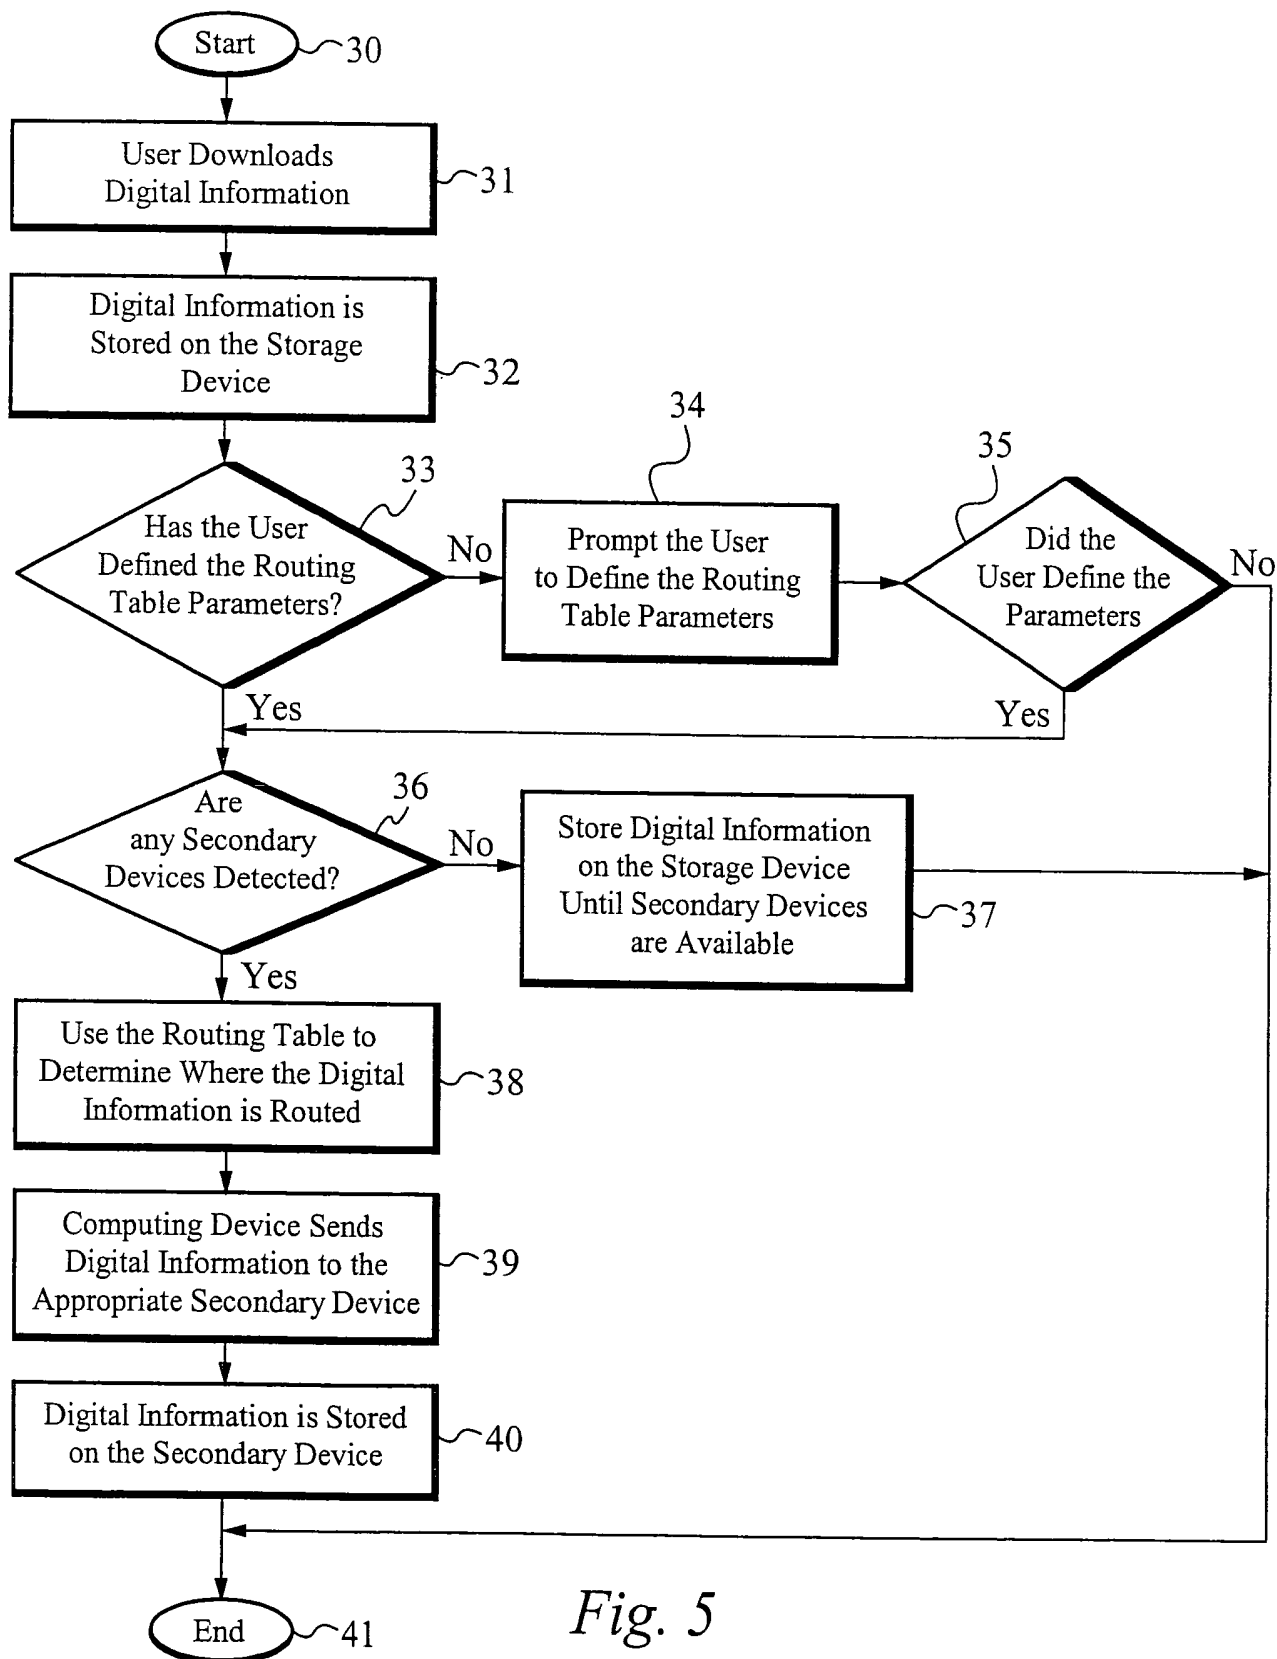 Start
30
User Downloads
Digital Information
31
Digital Information is
Stored on the Storage
Device
32
33
Has the User
Defined the Routing
Table Parameters?
No
34
Prompt the User
to Define the Routing
Table Parameters
35
Did the
User Define the
Parameters
No
Yes
Yes
36
Are
any Secondary
Devices Detected?
No
Store Digital Information
on the Storage Device
Until Secondary Devices
are Available
37
Yes
Use the Routing Table to
Determine Where the Digital
Information is Routed
38
Computing Device Sends
Digital Information to the
Appropriate Secondary Device
39
Digital Information is Stored
on the Secondary Device
40
End
41
Fig. 5